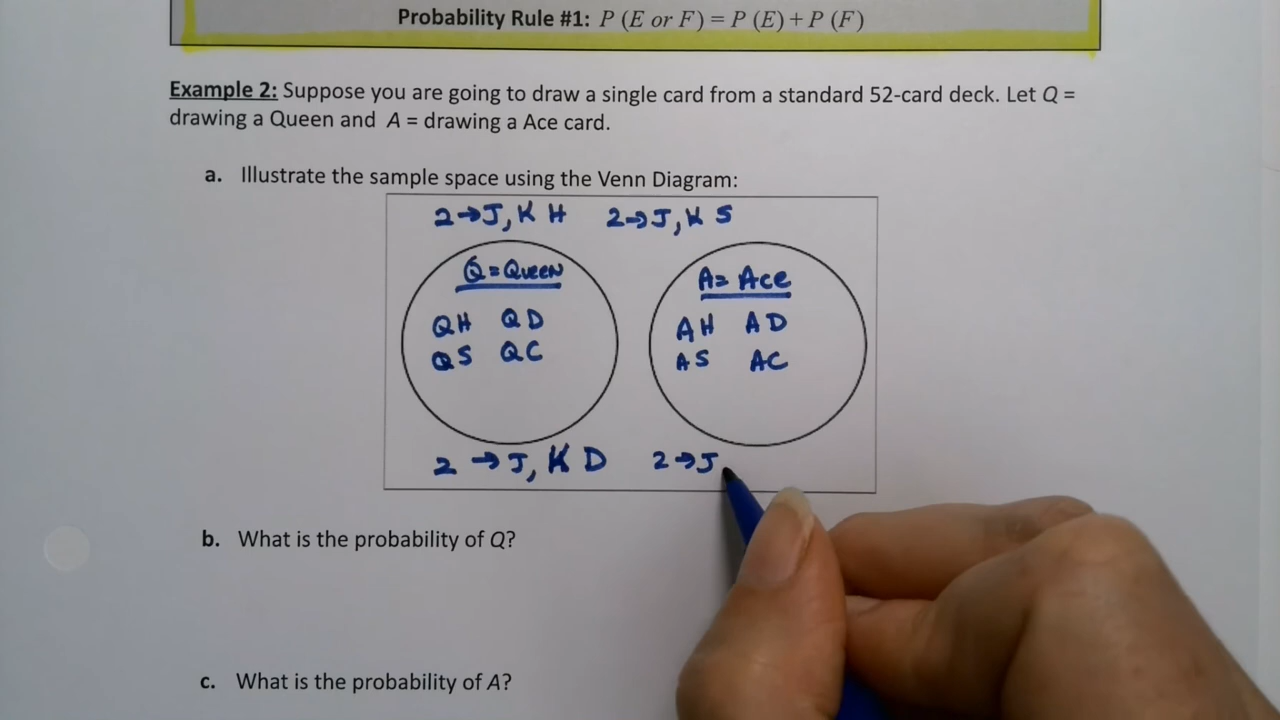 Probability Rule #1: P (E or F) = P (E) + P (F)
Example 2: Suppose you are going to draw a single card from a standard 52-card deck. Let Q =
drawing a Queen and A = drawing a Ace card.
a. Illustrate the sample space using the Venn Diagram:
2→J, K H 2→J, K S
Q = Queen A = Ace
QH QD AH AD
QS QC AS AC
2→J, K D 2→J
b. What is the probability of Q?
c. What is the probability of A?